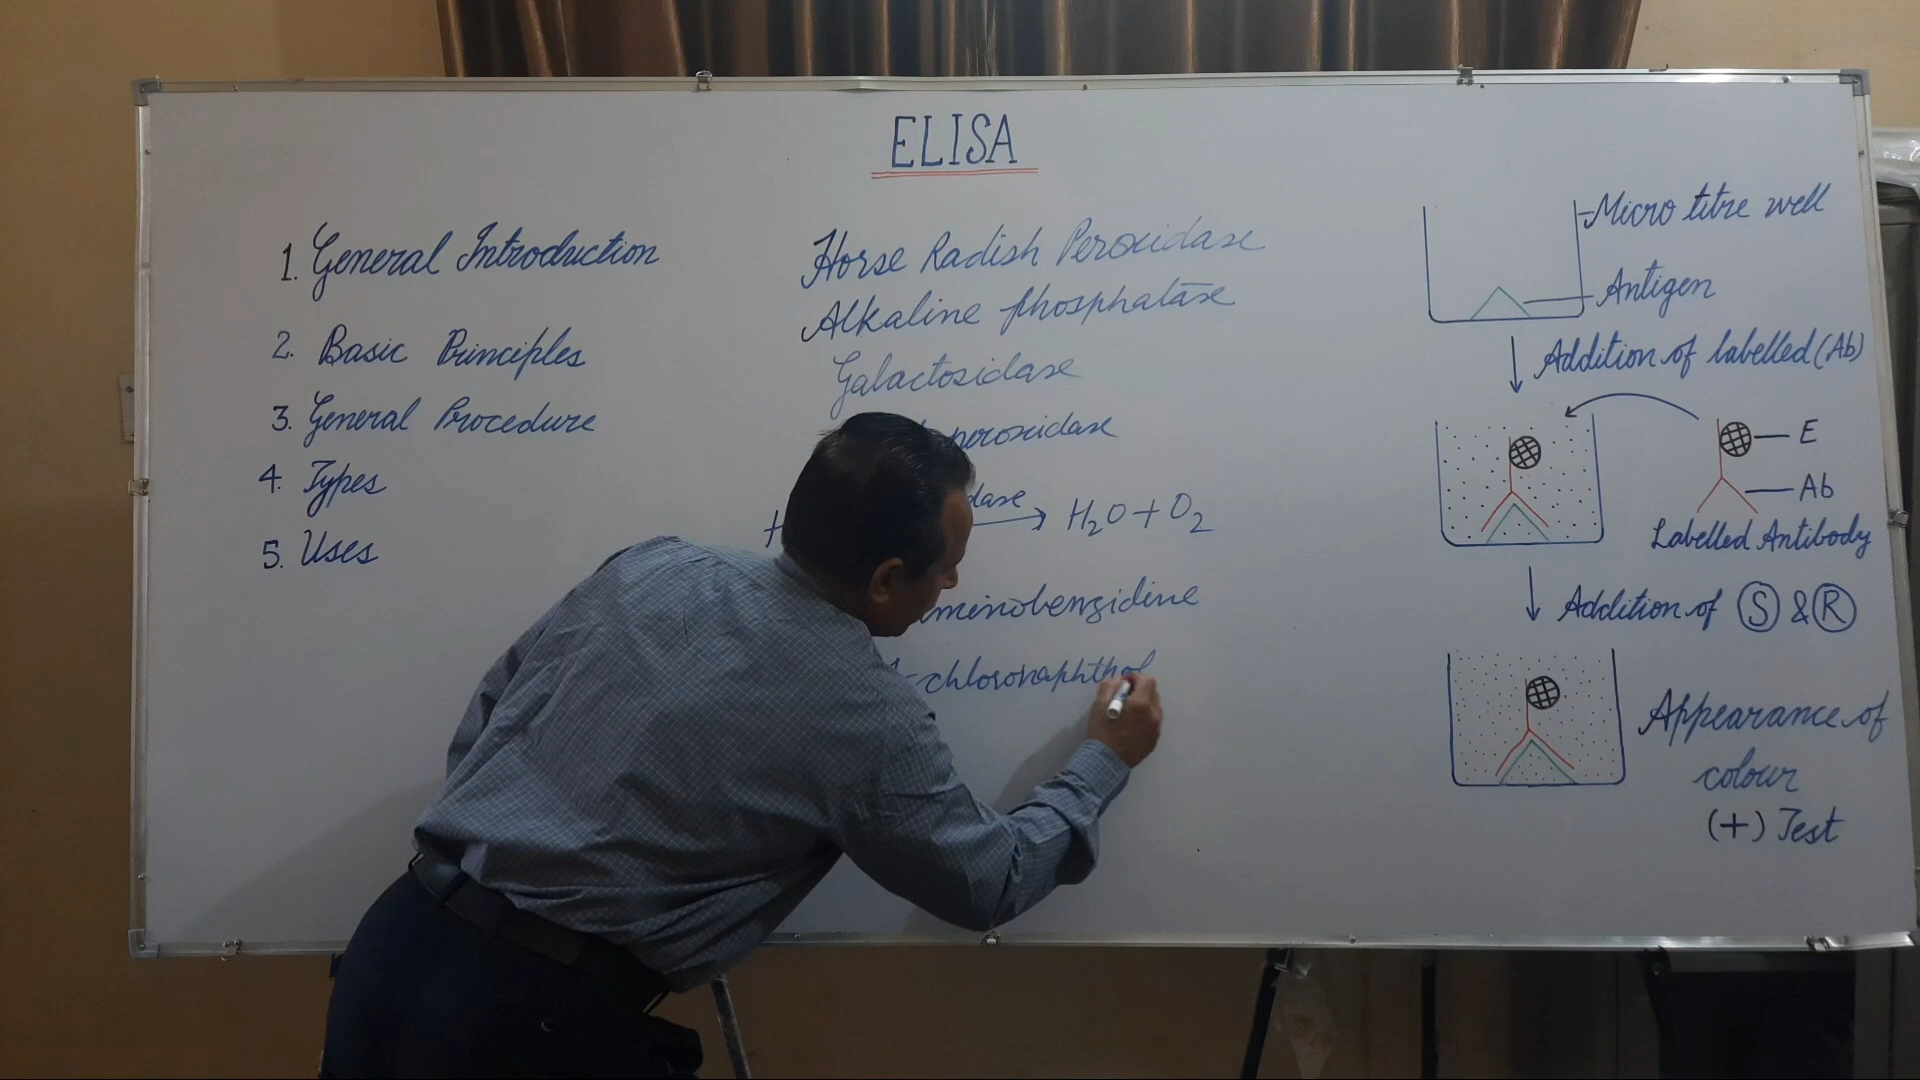 ELISA
1. General Introduction
2. Basic Principles
3. General Procedure
4. Types
5. Uses
Horse Radish Peroxidase
Alkaline phosphatase
Galactosidase
peroxidase
H₂O + O₂
4-chloronaphthol
Micro titre well
Antigen
Addition of labelled (Ab)
E
Ab
Labelled Antibody
Addition of S & R
Appearance of
colour
(+) Test